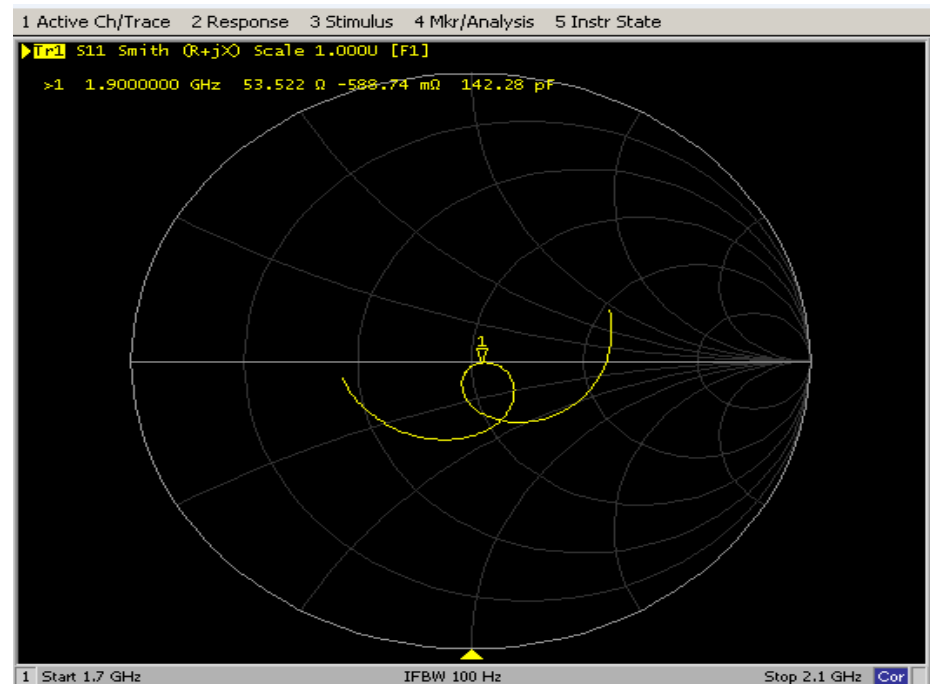 1 Active Ch/Trace 2 Response 3 Stimulus 4 Mkr/Analysis 5 Instr State
Tr1 S11 Smith (R+jX) Scale 1.000U [F1]
>1 1.9000000 GHz 53.522 Ω -588.74 mΩ 142.28 pF
1
1 Start 1.7 GHz IFBW 100 Hz Stop 2.1 GHz Cor